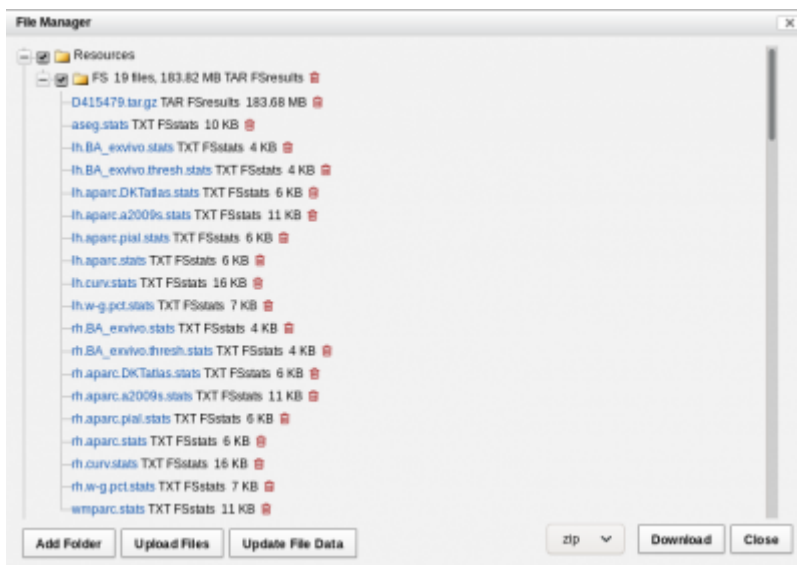 File Manager
Resources
FS 19 files, 183.82 MB TAR FSresults
D415479.tar.gz TAR FSresults 183.68 MB
aseg.stats TXT FSstats 10 KB
lh.BA_exvivo.stats TXT FSstats 4 KB
lh.BA_exvivo.thresh.stats TXT FSstats 4 KB
lh.aparc.DKTatlas.stats TXT FSstats 6 KB
lh.aparc.a2009s.stats TXT FSstats 11 KB
lh.aparc.pial.stats TXT FSstats 6 KB
lh.aparc.stats TXT FSstats 6 KB
lh.curv.stats TXT FSstats 16 KB
lh.w-g.pct.stats TXT FSstats 7 KB
rh.BA_exvivo.stats TXT FSstats 4 KB
rh.BA_exvivo.thresh.stats TXT FSstats 4 KB
rh.aparc.DKTatlas.stats TXT FSstats 6 KB
rh.aparc.a2009s.stats TXT FSstats 11 KB
rh.aparc.pial.stats TXT FSstats 6 KB
rh.aparc.stats TXT FSstats 6 KB
rh.curv.stats TXT FSstats 16 KB
rh.w-g.pct.stats TXT FSstats 7 KB
wmparc.stats TXT FSstats 11 KB
Add Folder Upload Files Update File Data zip Download Close